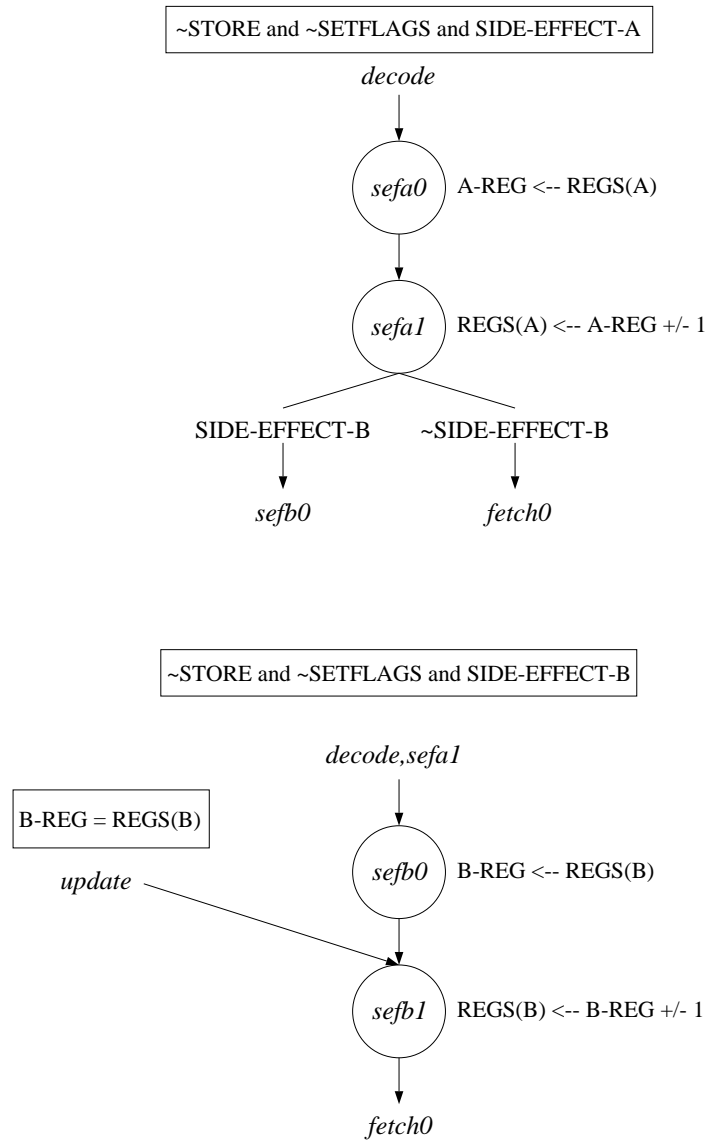 ~STORE and ~SETFLAGS and SIDE-EFFECT-A
decode
sefa0 A-REG <-- REGS(A)
sefa1 REGS(A) <-- A-REG +/- 1
SIDE-EFFECT-B ~SIDE-EFFECT-B
sefb0 fetch0
~STORE and ~SETFLAGS and SIDE-EFFECT-B
decode,sefa1
B-REG = REGS(B)
sefb0 B-REG <-- REGS(B)
update
sefb1 REGS(B) <-- B-REG +/- 1
fetch0